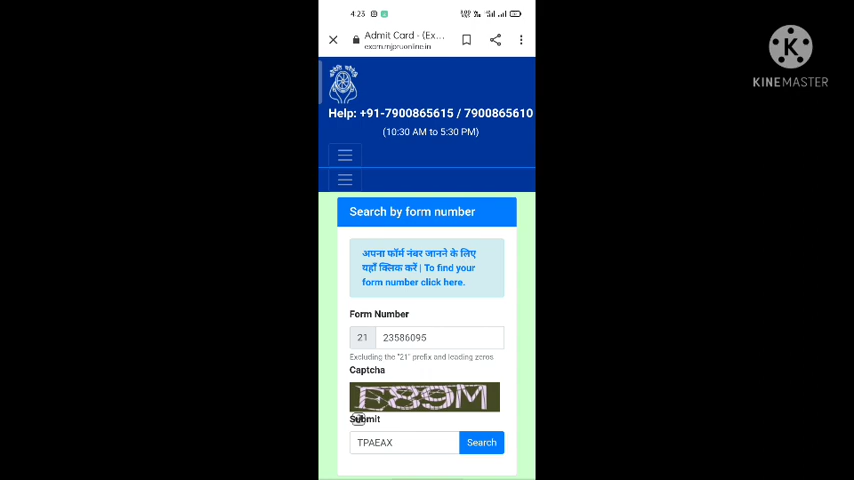 4:23
Admit Card - (Ex...
exam.mjpruonline.in
K
KINEMASTER
Help: +91-7900865615 / 7900865610
(10:30 AM to 5:30 PM)
Search by form number
अपना फॉर्म नंबर जानने के लिए
यहाँ क्लिक करें | To find your
form number click here.
Form Number
21 23586095
Excluding the "21" prefix and leading zeros
Captcha
E89M
Submit
TPAEAX Search